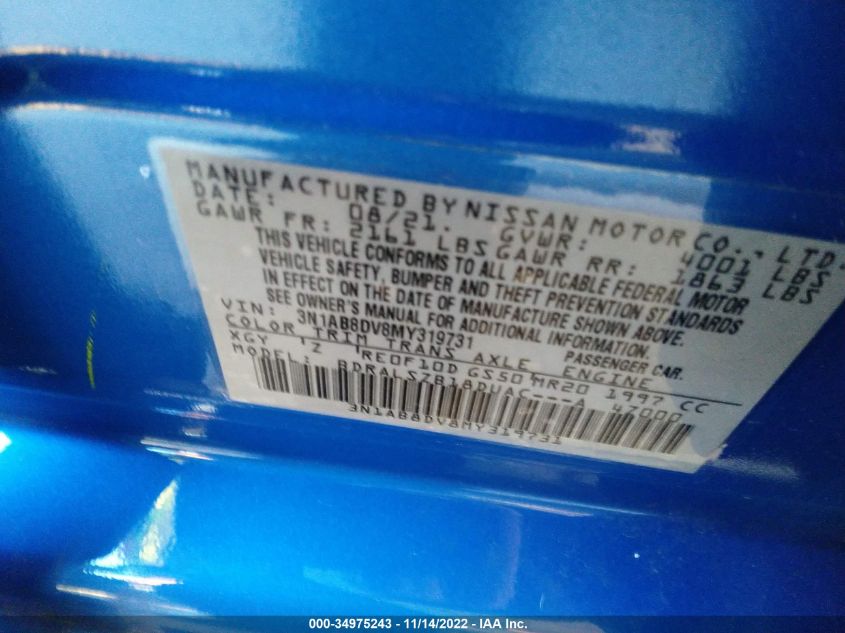 MANUFACTURED BY NISSAN MOTOR CO., LTD.
DATE: 08/21. GVWR: 4001 LBS
GAWR FR: 2161 LBS GAWR RR: 1863 LBS
THIS VEHICLE CONFORMS TO ALL APPLICABLE FEDERAL MOTOR
VEHICLE SAFETY, BUMPER AND THEFT PREVENTION STANDARDS
IN EFFECT ON THE DATE OF MANUFACTURE SHOWN ABOVE.
SEE OWNER'S MANUAL FOR ADDITIONAL INFORMATION.
VIN: 3N1AB8DV8MY319731 PASSENGER CAR.
COLOR TRIM TRANS AXLE ENGINE
XGY Z RE0F10D GS50 MR20 1997 CC
MODEL: BDRALSZB18DUAC---A 4700G
3N1AB8DV8MY319731
000-34975243 - 11/14/2022 - IAA Inc.